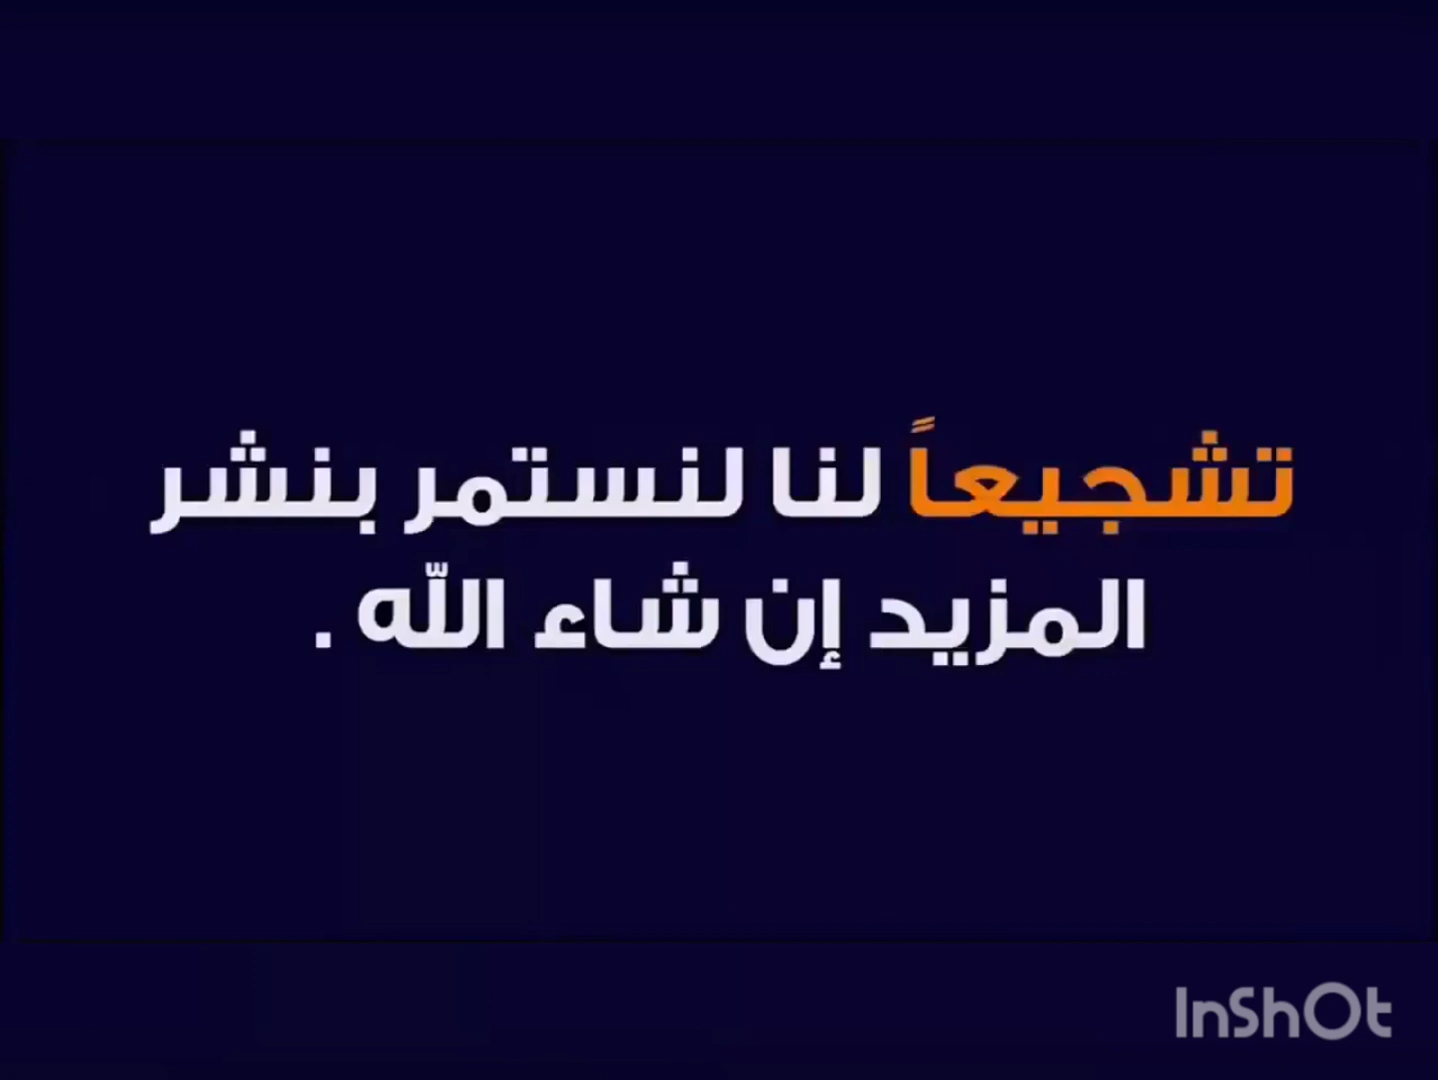 تشجيعاً لنا لنستمر بنشر
المزيد إن شاء اللّه .
InShOt